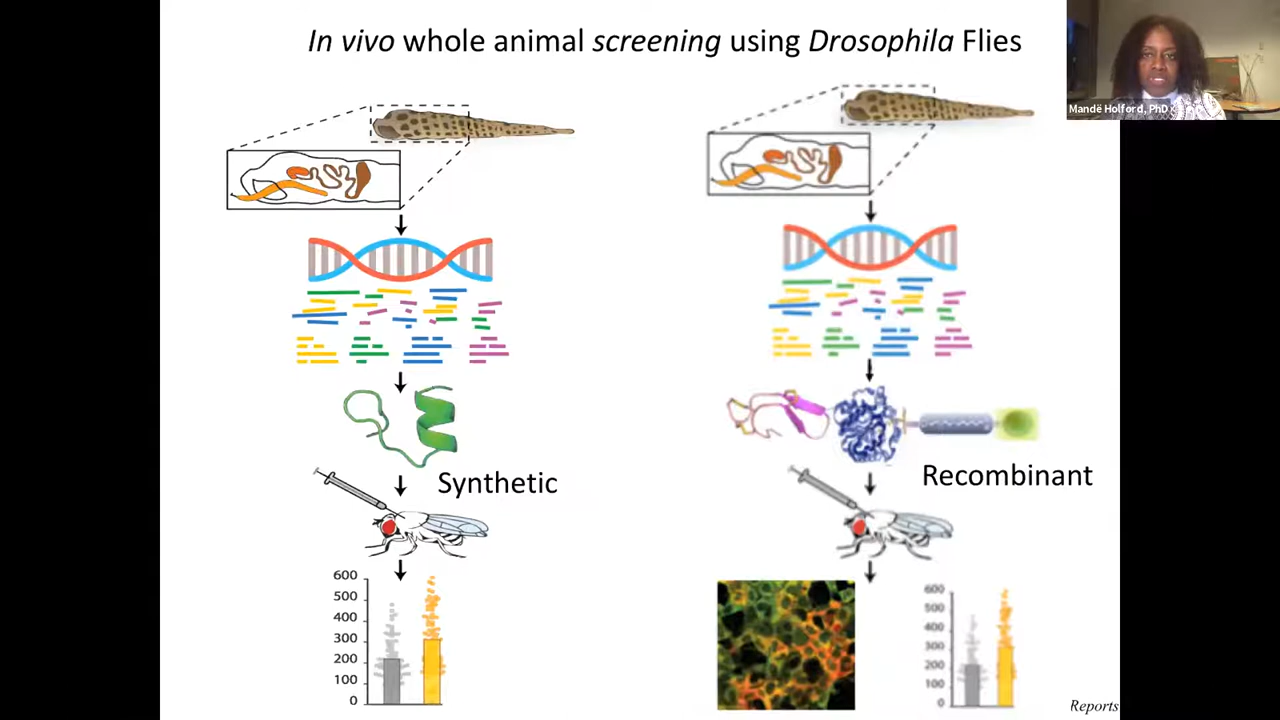 In vivo whole animal screening using Drosophila Flies
Mandë Holford, PhD
Synthetic
Recombinant
600
500
400
300
200
100
0
600
500
400
300
200
100
0
Reports